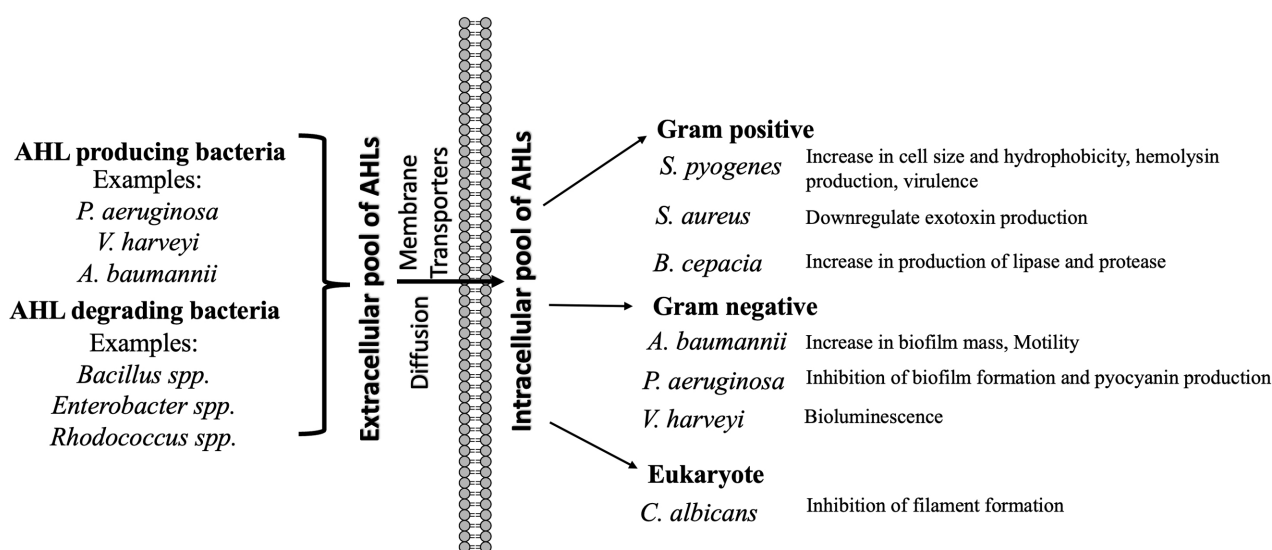 AHL producing bacteria
Examples:
P. aeruginosa
V. harveyi
A. baumannii
AHL degrading bacteria
Examples:
Bacillus spp.
Enterobacter spp.
Rhodococcus spp.
Extracellular pool of AHLs
Membrane
Transporters
Diffusion
Intracellular pool of AHLs
Gram positive
S. pyogenes
Increase in cell size and hydrophobicity, hemolysin
production, virulence
S. aureus
Downregulate exotoxin production
B. cepacia
Increase in production of lipase and protease
Gram negative
A. baumannii
Increase in biofilm mass, Motility
P. aeruginosa
Inhibition of biofilm formation and pyocyanin production
V. harveyi
Bioluminescence
Eukaryote
C. albicans
Inhibition of filament formation